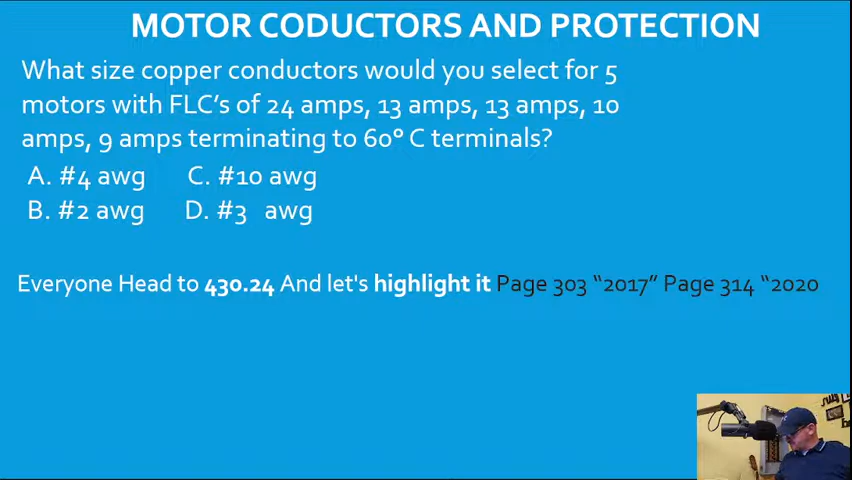 MOTOR CODUCTORS AND PROTECTION
What size copper conductors would you select for 5
motors with FLC's of 24 amps, 13 amps, 13 amps, 10
amps, 9 amps terminating to 60° C terminals?
A. #4 awg C. #10 awg
B. #2 awg D. #3 awg
Everyone Head to 430.24 And let's highlight it Page 303 “2017” Page 314 “2020